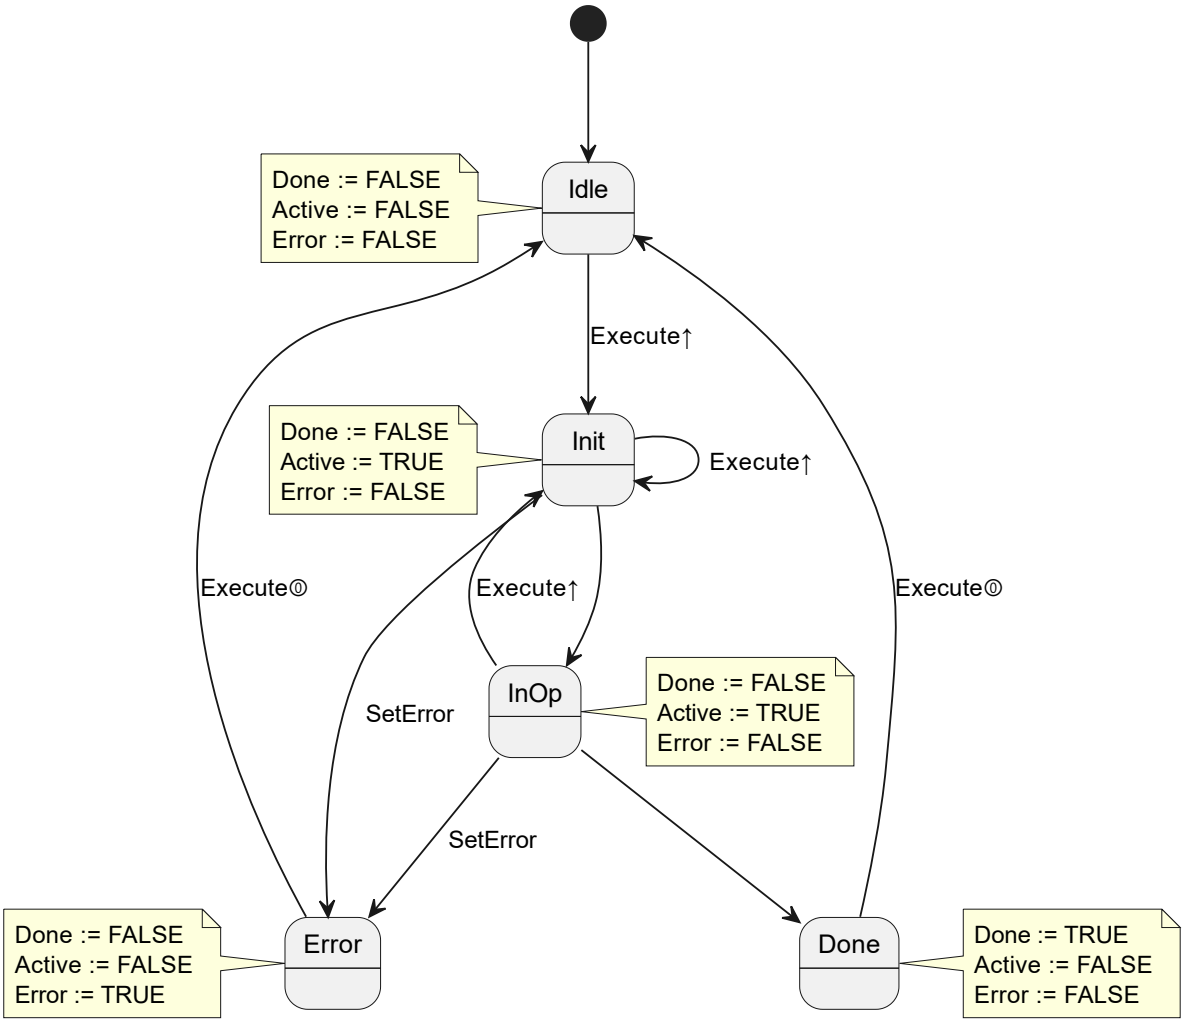 Done := FALSE
Active := FALSE
Error := FALSE
Idle
Execute↑
Done := FALSE
Active := TRUE
Error := FALSE
Init
Execute↑
Execute⓪
Execute↑
Execute⓪
InOp
Done := FALSE
Active := TRUE
Error := FALSE
SetError
SetError
Done := FALSE
Active := FALSE
Error := TRUE
Error
Done
Done := TRUE
Active := FALSE
Error := FALSE